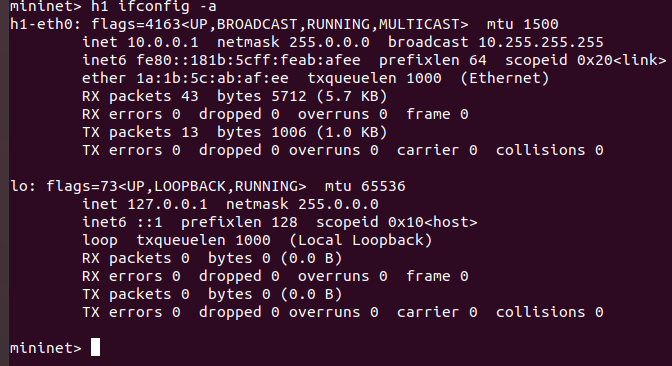 mininet> h1 ifconfig -a
h1-eth0: flags=4163<UP,BROADCAST,RUNNING,MULTICAST>  mtu 1500
        inet 10.0.0.1  netmask 255.0.0.0  broadcast 10.255.255.255
        inet6 fe80::181b:5cff:feab:afee  prefixlen 64  scopeid 0x20<link>
        ether 1a:1b:5c:ab:af:ee  txqueuelen 1000  (Ethernet)
        RX packets 43  bytes 5712 (5.7 KB)
        RX errors 0  dropped 0  overruns 0  frame 0
        TX packets 13  bytes 1006 (1.0 KB)
        TX errors 0  dropped 0 overruns 0  carrier 0  collisions 0

lo: flags=73<UP,LOOPBACK,RUNNING>  mtu 65536
        inet 127.0.0.1  netmask 255.0.0.0
        inet6 ::1  prefixlen 128  scopeid 0x10<host>
        loop  txqueuelen 1000  (Local Loopback)
        RX packets 0  bytes 0 (0.0 B)
        RX errors 0  dropped 0  overruns 0  frame 0
        TX packets 0  bytes 0 (0.0 B)
        TX errors 0  dropped 0 overruns 0  carrier 0  collisions 0

mininet>